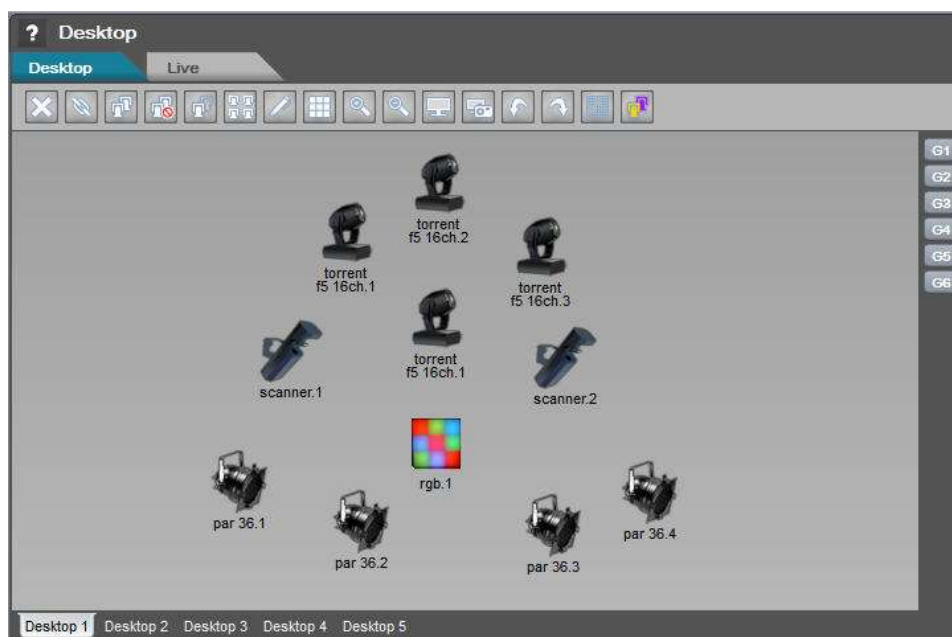 ? Desktop
Desktop Live
torrent
f5 16ch.2
torrent
f5 16ch.1
torrent
f5 16ch.3
torrent
f5 16ch.1
scanner.1
scanner.2
rgb.1
par 36.1
par 36.2
par 36.3
par 36.4
G1
G2
G3
G4
G5
G6
Desktop 1 Desktop 2 Desktop 3 Desktop 4 Desktop 5